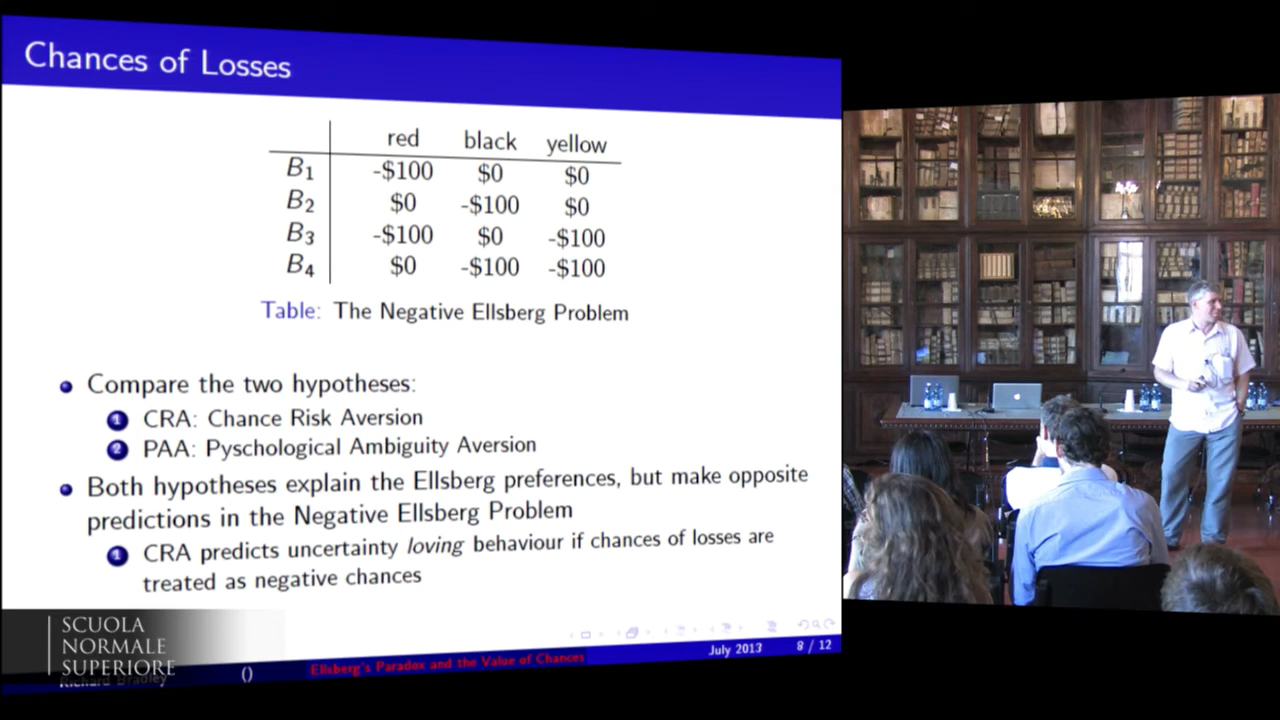 Chances of Losses
red black yellow
B1 -$100 $0 $0
B2 $0 -$100 $0
B3 -$100 $0 -$100
B4 $0 -$100 -$100
Table: The Negative Ellsberg Problem
Compare the two hypotheses:
1 CRA: Chance Risk Aversion
2 PAA: Pyschological Ambiguity Aversion
Both hypotheses explain the Ellsberg preferences, but make opposite
predictions in the Negative Ellsberg Problem
1 CRA predicts uncertainty loving behaviour if chances of losses are
treated as negative chances
SCUOLA
NORMALE
SUPERIORE
Richard Bradley () Ellsberg's Paradox and the Value of Chances July 2013 8 / 12